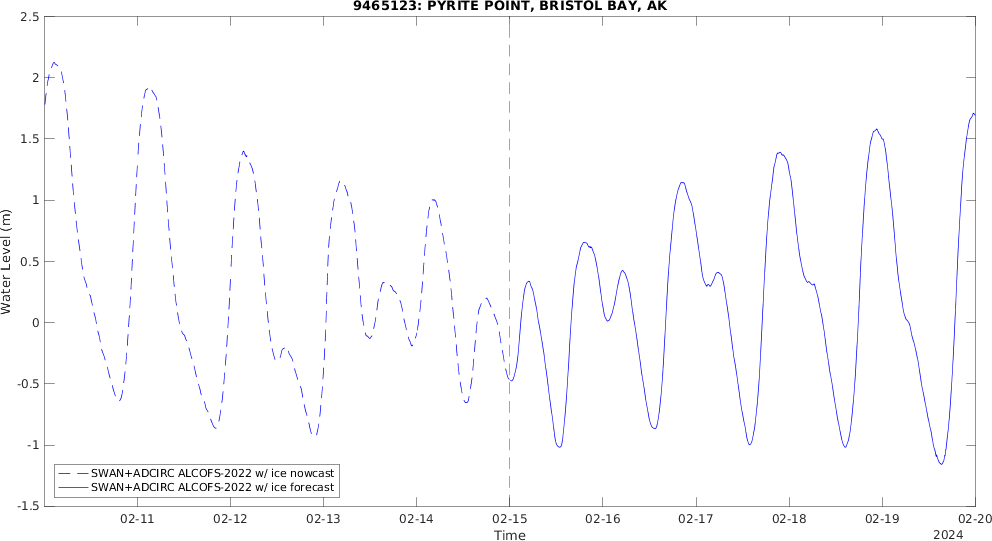 9465123: PYRITE POINT, BRISTOL BAY, AK
2.5
2
1.5
1
0.5
0
-0.5
-1
-1.5
Water Level (m)
SWAN+ADCIRC ALCOFS-2022 w/ ice nowcast
SWAN+ADCIRC ALCOFS-2022 w/ ice forecast
02-11 02-12 02-13 02-14 02-15 02-16 02-17 02-18 02-19 02-20
Time
2024